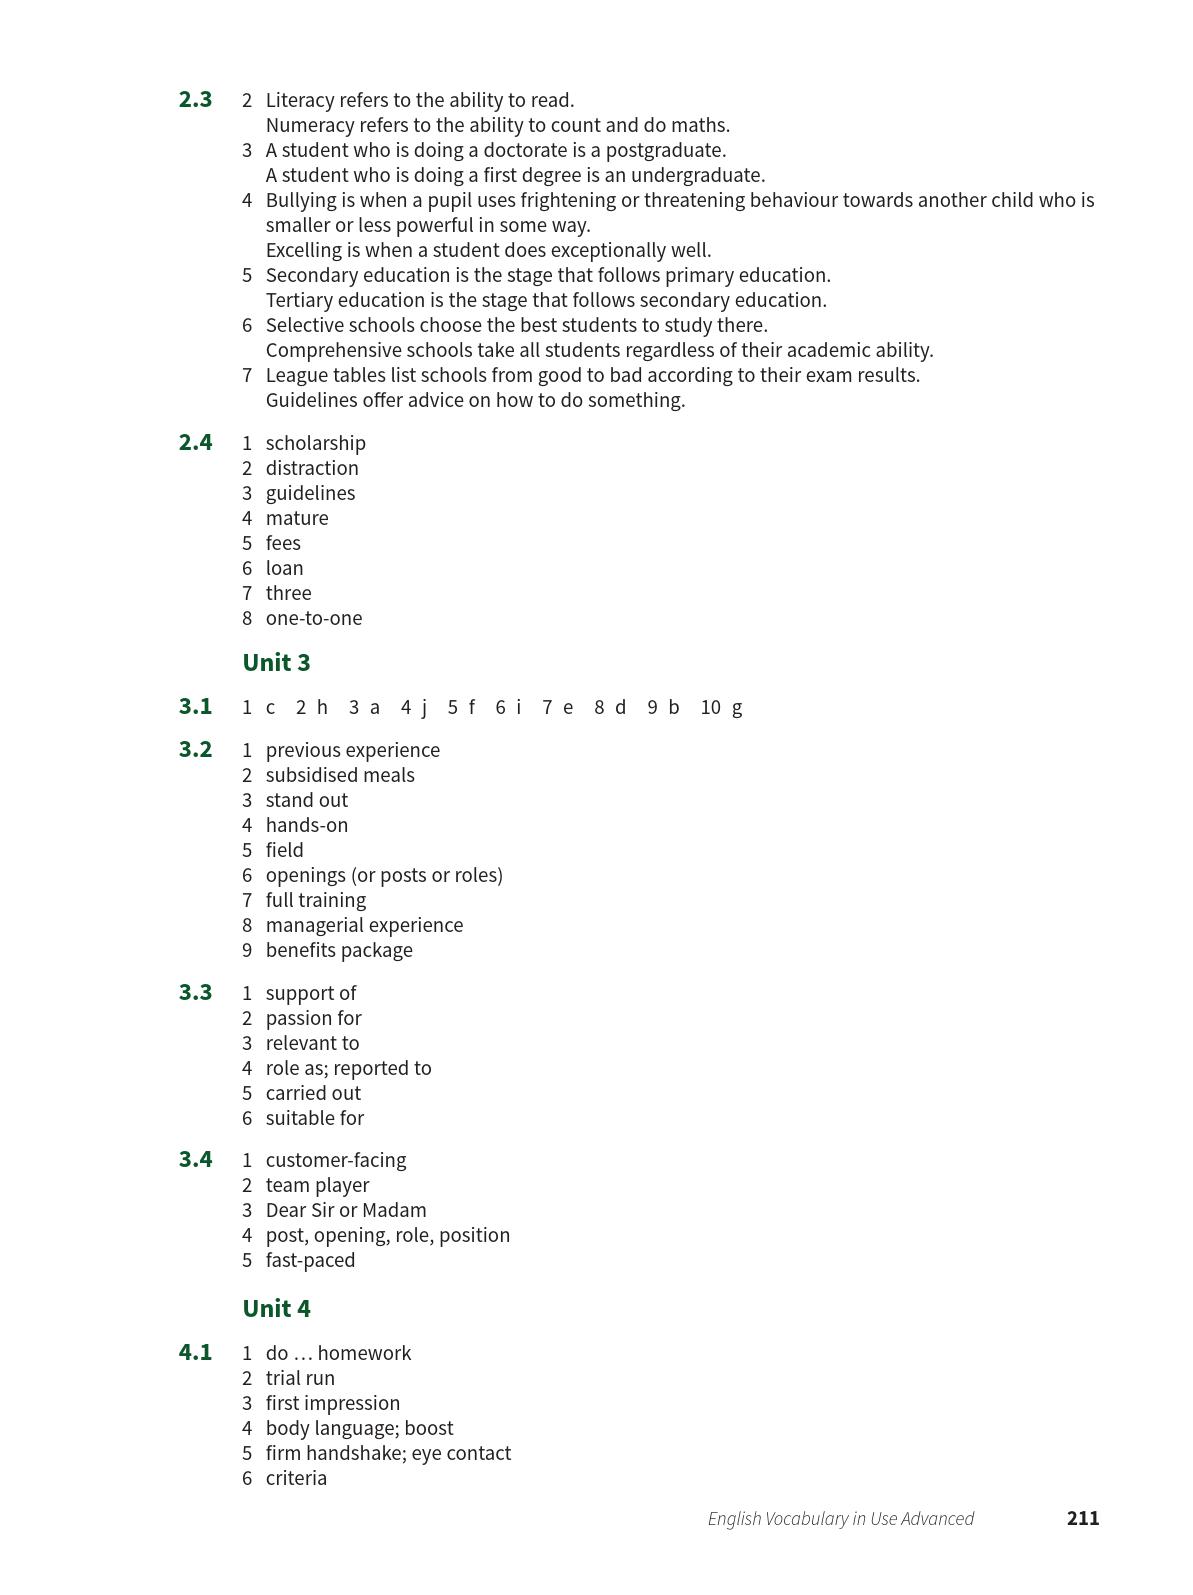 2.3 2 Literacy refers to the ability to read.
Numeracy refers to the ability to count and do maths.
3 A student who is doing a doctorate is a postgraduate.
A student who is doing a first degree is an undergraduate.
4 Bullying is when a pupil uses frightening or threatening behaviour towards another child who is
smaller or less powerful in some way.
Excelling is when a student does exceptionally well.
5 Secondary education is the stage that follows primary education.
Tertiary education is the stage that follows secondary education.
6 Selective schools choose the best students to study there.
Comprehensive schools take all students regardless of their academic ability.
7 League tables list schools from good to bad according to their exam results.
Guidelines offer advice on how to do something.
2.4 1 scholarship
2 distraction
3 guidelines
4 mature
5 fees
6 loan
7 three
8 one-to-one
Unit 3
3.1 1 c 2 h 3 a 4 j 5 f 6 i 7 e 8 d 9 b 10 g
3.2 1 previous experience
2 subsidised meals
3 stand out
4 hands-on
5 field
6 openings (or posts or roles)
7 full training
8 managerial experience
9 benefits package
3.3 1 support of
2 passion for
3 relevant to
4 role as; reported to
5 carried out
6 suitable for
3.4 1 customer-facing
2 team player
3 Dear Sir or Madam
4 post, opening, role, position
5 fast-paced
Unit 4
4.1 1 do … homework
2 trial run
3 first impression
4 body language; boost
5 firm handshake; eye contact
6 criteria
English Vocabulary in Use Advanced 211